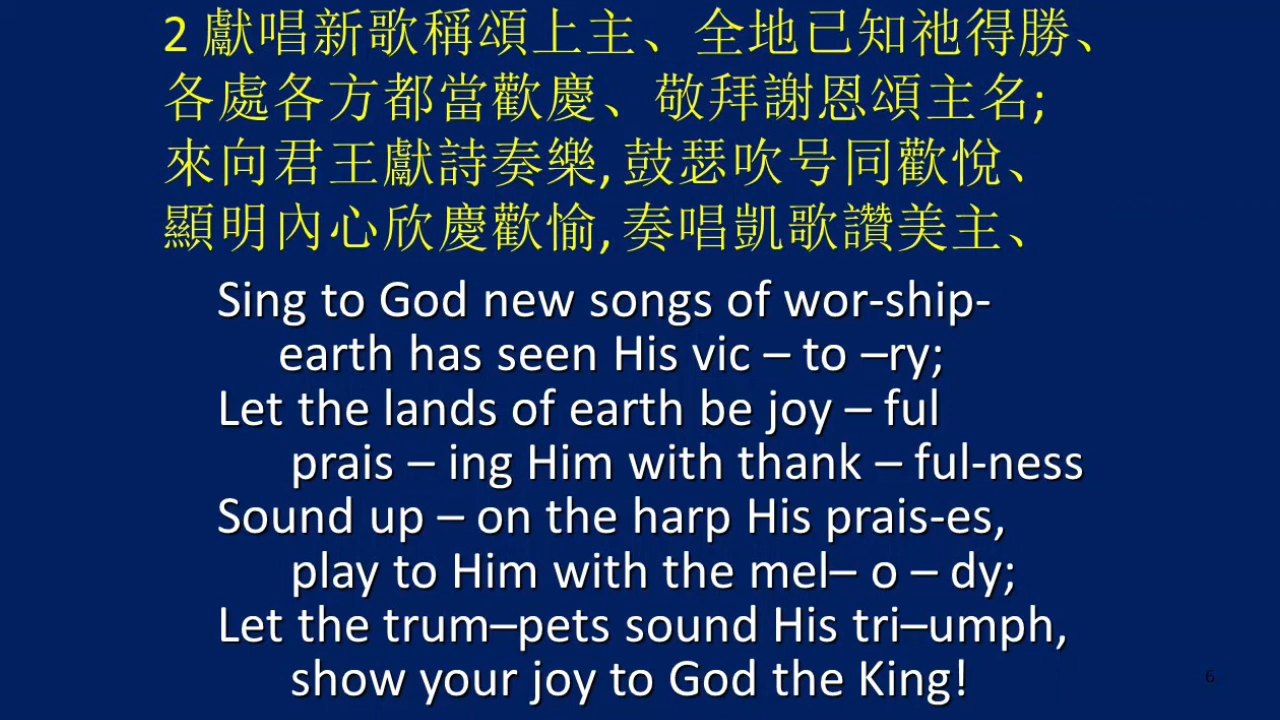 2 獻唱新歌稱頌上主、全地已知祂得勝、
各處各方都當歡慶、敬拜謝恩頌主名;
來向君王獻詩奏樂, 鼓瑟吹号同歡悅、
顯明內心欣慶歡愉, 奏唱凱歌讚美主、
Sing to God new songs of wor-ship-
earth has seen His vic – to –ry;
Let the lands of earth be joy – ful
prais – ing Him with thank – ful-ness
Sound up – on the harp His prais-es,
play to Him with the mel– o – dy;
Let the trum–pets sound His tri–umph,
show your joy to God the King!
6